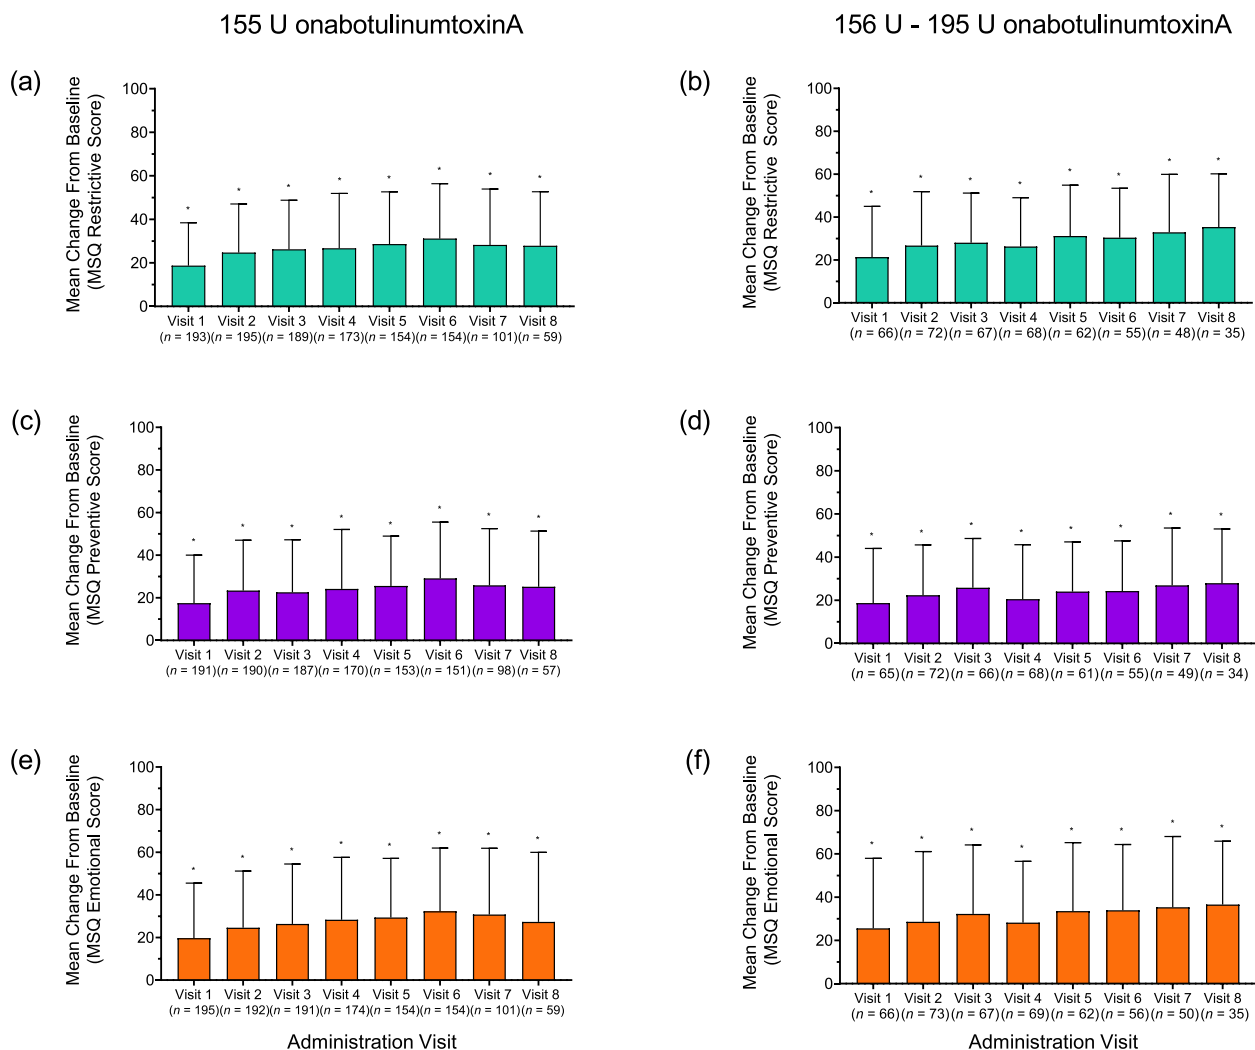 155 U onabotulinumtoxinA
156 U - 195 U onabotulinumtoxinA
(a)
Mean Change From Baseline
(MSQ Restrictive Score)
100
80
60
40
20
0
* * * * * * * *
Visit 1 Visit 2 Visit 3 Visit 4 Visit 5 Visit 6 Visit 7 Visit 8
(n = 193) (n = 195) (n = 189) (n = 173) (n = 154) (n = 154) (n = 101) (n = 59)
(b)
Mean Change From Baseline
(MSQ Restrictive Score)
100
80
60
40
20
0
* * * * * * * *
Visit 1 Visit 2 Visit 3 Visit 4 Visit 5 Visit 6 Visit 7 Visit 8
(n = 66) (n = 72) (n = 67) (n = 68) (n = 62) (n = 55) (n = 48) (n = 35)
(c)
Mean Change From Baseline
(MSQ Preventive Score)
100
80
60
40
20
0
* * * * * * * *
Visit 1 Visit 2 Visit 3 Visit 4 Visit 5 Visit 6 Visit 7 Visit 8
(n = 191) (n = 190) (n = 187) (n = 170) (n = 153) (n = 151) (n = 98) (n = 57)
(d)
Mean Change From Baseline
(MSQ Preventive Score)
100
80
60
40
20
0
* * * * * * * *
Visit 1 Visit 2 Visit 3 Visit 4 Visit 5 Visit 6 Visit 7 Visit 8
(n = 65) (n = 72) (n = 66) (n = 68) (n = 61) (n = 55) (n = 49) (n = 34)
(e)
Mean Change From Baseline
(MSQ Emotional Score)
100
80
60
40
20
0
* * * * * * * *
Visit 1 Visit 2 Visit 3 Visit 4 Visit 5 Visit 6 Visit 7 Visit 8
(n = 195) (n = 192) (n = 191) (n = 174) (n = 154) (n = 154) (n = 101) (n = 59)
Administration Visit
(f)
Mean Change From Baseline
(MSQ Emotional Score)
100
80
60
40
20
0
* * * * * * * *
Visit 1 Visit 2 Visit 3 Visit 4 Visit 5 Visit 6 Visit 7 Visit 8
(n = 66) (n = 73) (n = 67) (n = 69) (n = 62) (n = 56) (n = 50) (n = 35)
Administration Visit